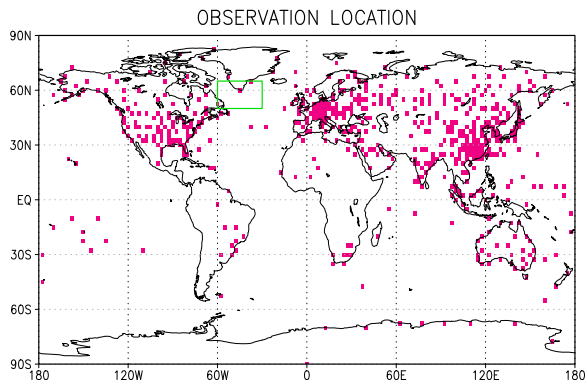 OBSERVATION LOCATION
90N
60N
30N
EQ
30S
60S
90S
180 120W 60W 0 60E 120E 180